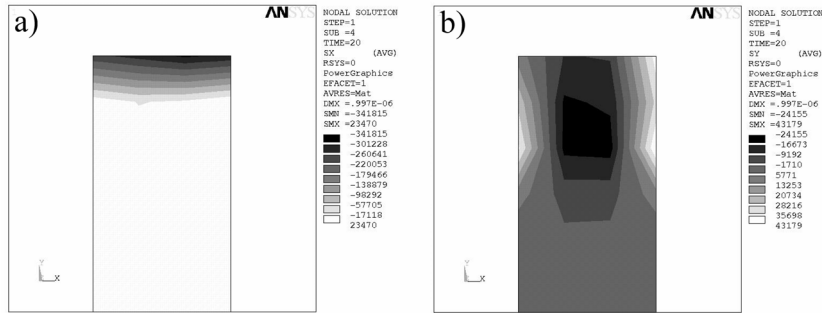 a)
ANSYS
NODAL SOLUTION
STEP=1
SUB =4
TIME=20
SX (AVG)
RSYS=0
PowerGraphics
EFACET=1
AVRES=Mat
DMX =.997E-06
SMN =-341815
SMX =23470
-341815
-301228
-260641
-220053
-179466
-138879
-98292
-57705
-17118
23470
Y
X
b)
ANSYS
NODAL SOLUTION
STEP=1
SUB =4
TIME=20
SY (AVG)
RSYS=0
PowerGraphics
EFACET=1
AVRES=Mat
DMX =.997E-06
SMN =-24155
SMX =43179
-24155
-16673
-9192
-1710
5771
13253
20734
28216
35698
43179
Y
X